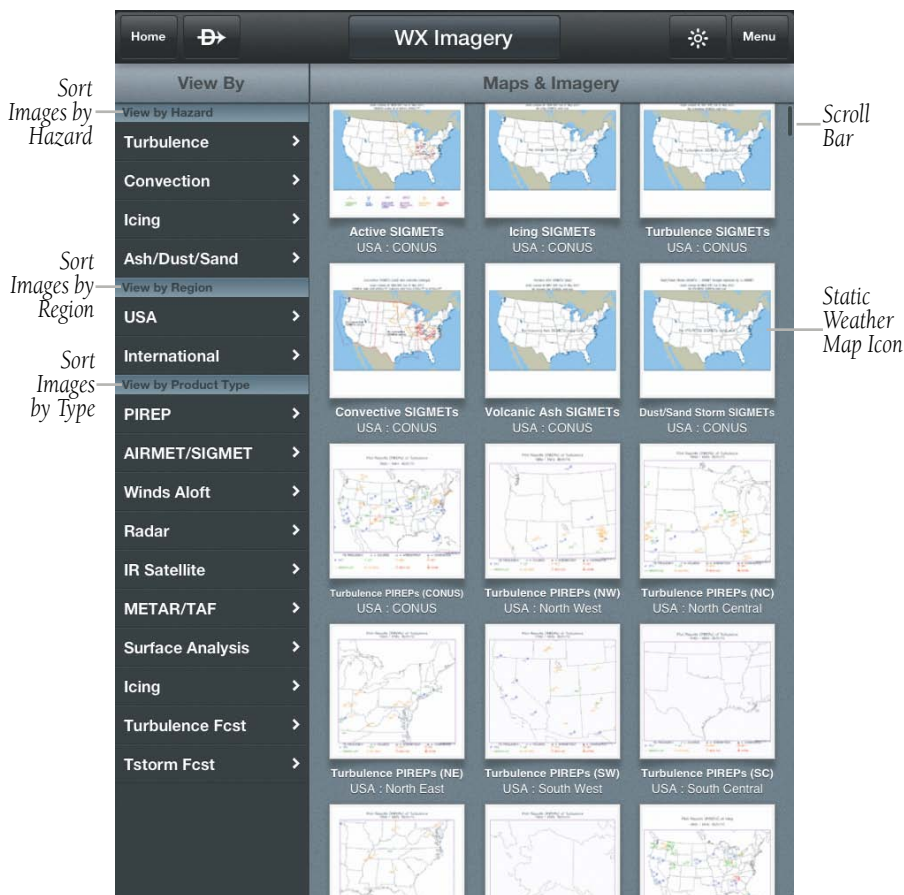 Home
WX Imagery
Menu
View By
Maps & Imagery
Sort
Images by
Hazard
View by Hazard
Turbulence
Convection
Icing
Ash/Dust/Sand
Sort
Images by
Region
View by Region
USA
International
Sort
Images
by Type
View by Product Type
PIREP
AIRMET/SIGMET
Winds Aloft
Radar
IR Satellite
METAR/TAF
Surface Analysis
Icing
Turbulence Fcst
Tstorm Fcst
Active SIGMETs
USA : CONUS
Icing SIGMETs
USA : CONUS
Turbulence SIGMETs
USA : CONUS
Convective SIGMETs
USA : CONUS
Volcanic Ash SIGMETs
USA : CONUS
Dust/Sand Storm SIGMETs
USA : CONUS
Turbulence PIREPs (CONUS)
USA : CONUS
Turbulence PIREPs (NW)
USA : North West
Turbulence PIREPs (NC)
USA : North Central
Turbulence PIREPs (NE)
USA : North East
Turbulence PIREPs (SW)
USA : South West
Turbulence PIREPs (SC)
USA : South Central
Scroll
Bar
Static
Weather
Map Icon